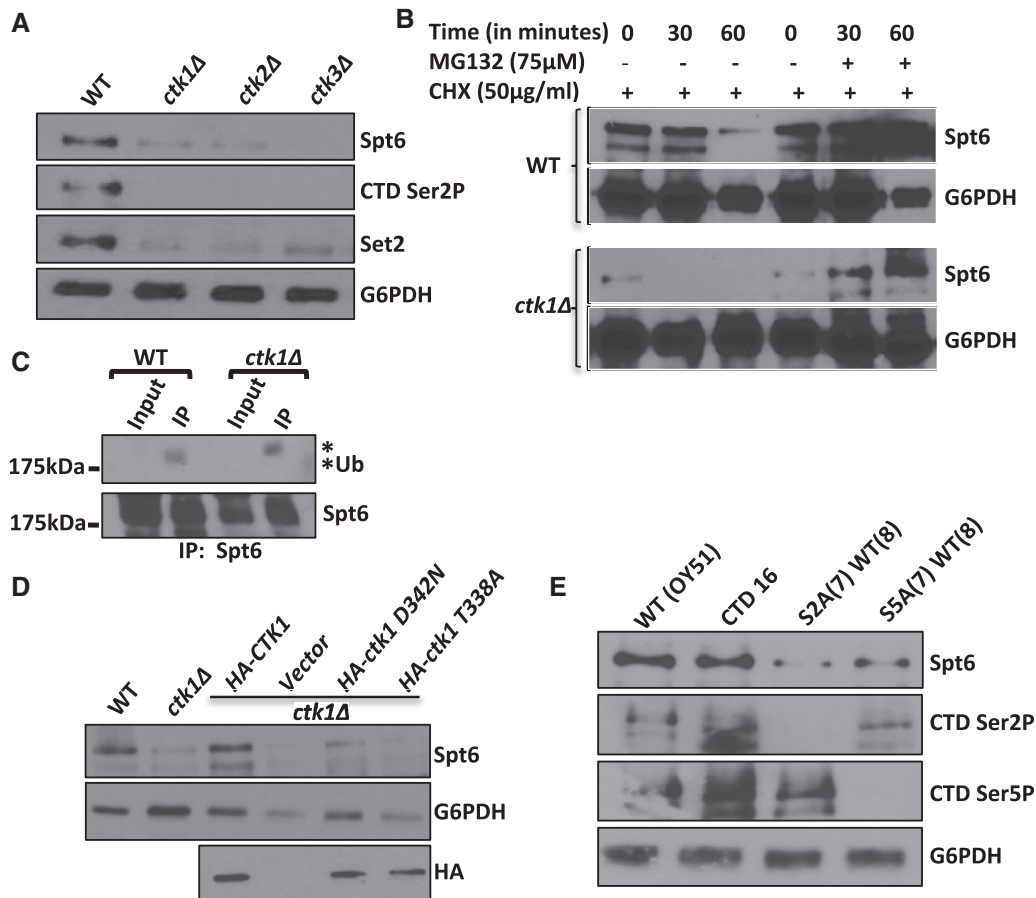 A
WT ctk1Δ ctk2Δ ctk3Δ
Spt6
CTD Ser2P
Set2
G6PDH
B
Time (in minutes) 0 30 60 0 30 60
MG132 (75μM) - - - - + +
CHX (50μg/ml) + + + + + +
WT
Spt6
G6PDH
ctk1Δ
Spt6
G6PDH
C
WT ctk1Δ
Input IP Input IP
*
175kDa *Ub
175kDa Spt6
IP: Spt6
D
WT ctk1Δ HA-CTK1 Vector HA-ctk1 D342N HA-ctk1 T338A
ctk1Δ
Spt6
G6PDH
HA
E
WT (OY51) CTD 16 S2A(7) WT(8) S5A(7) WT(8)
Spt6
CTD Ser2P
CTD Ser5P
G6PDH